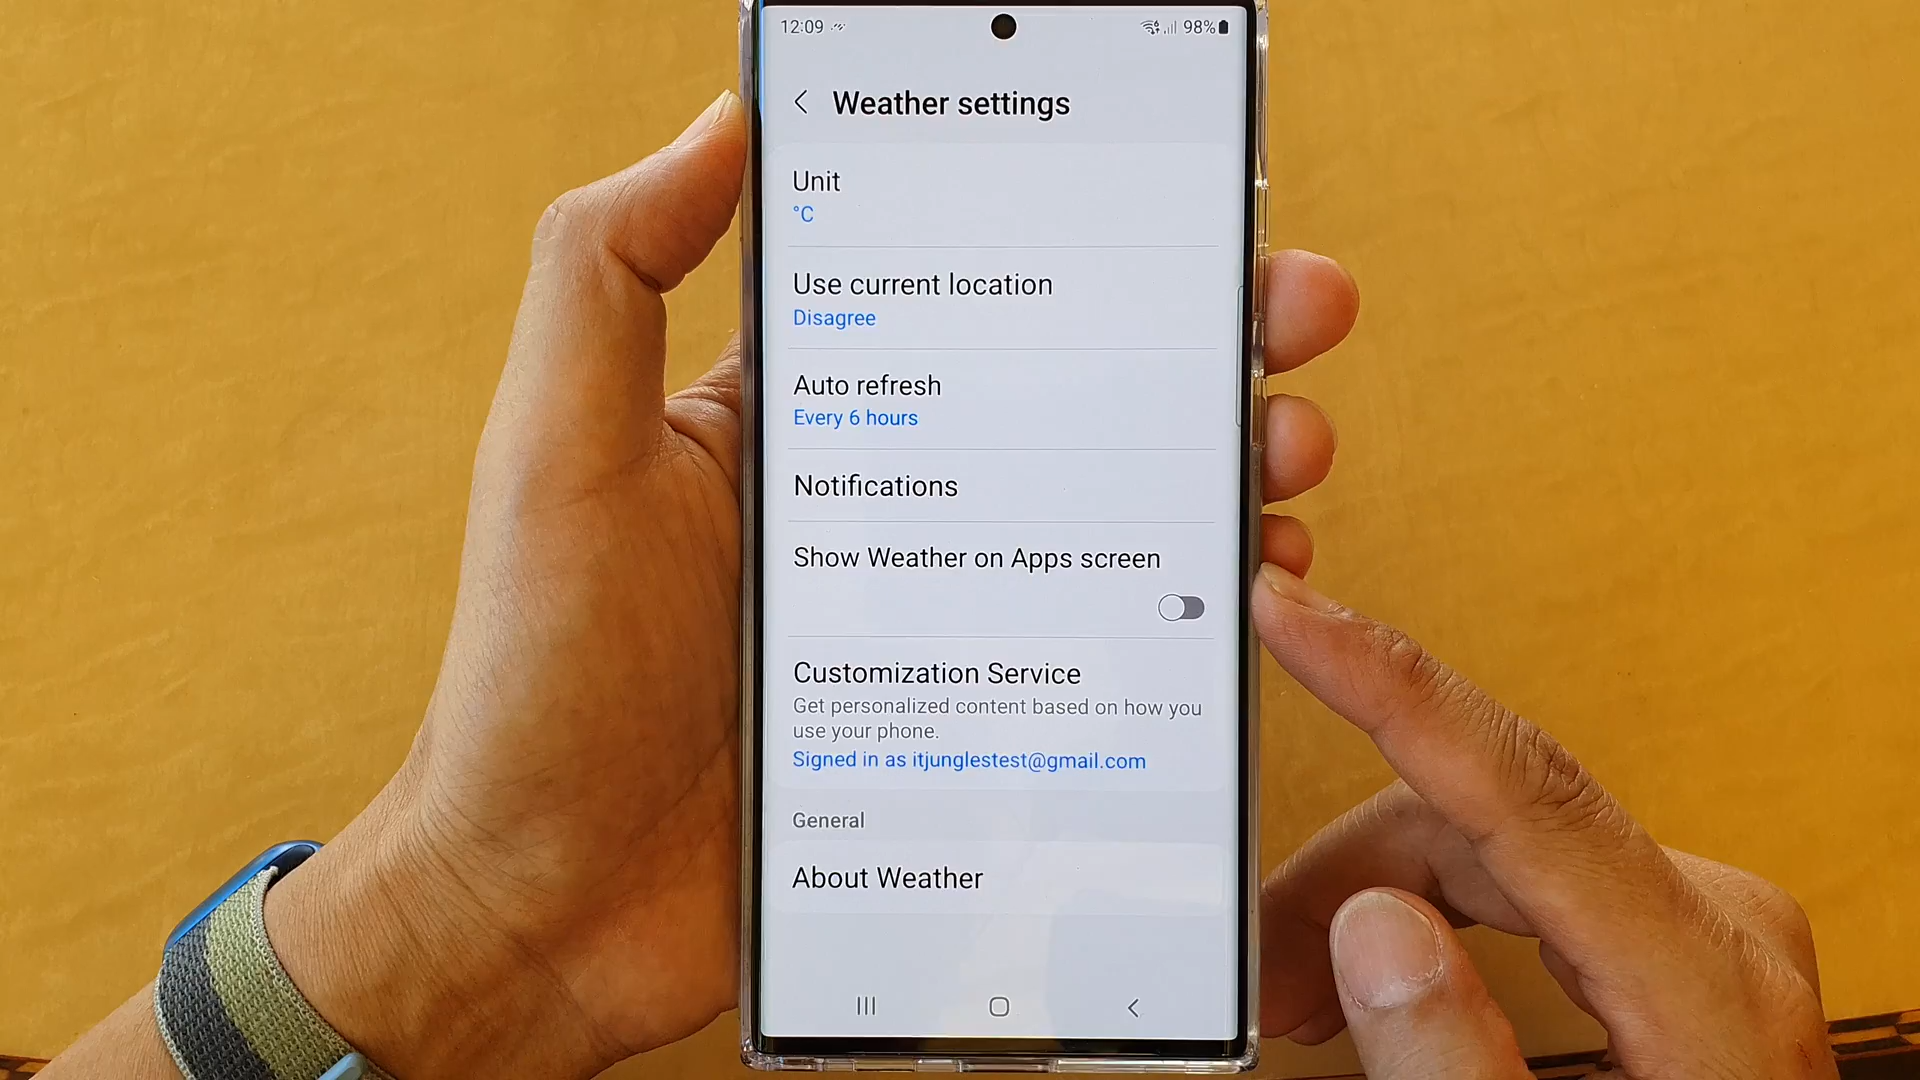 12:09
98%
Weather settings
Unit
°C
Use current location
Disagree
Auto refresh
Every 6 hours
Notifications
Show Weather on Apps screen
Customization Service
Get personalized content based on how you
use your phone.
Signed in as itjunglestest@gmail.com
General
About Weather